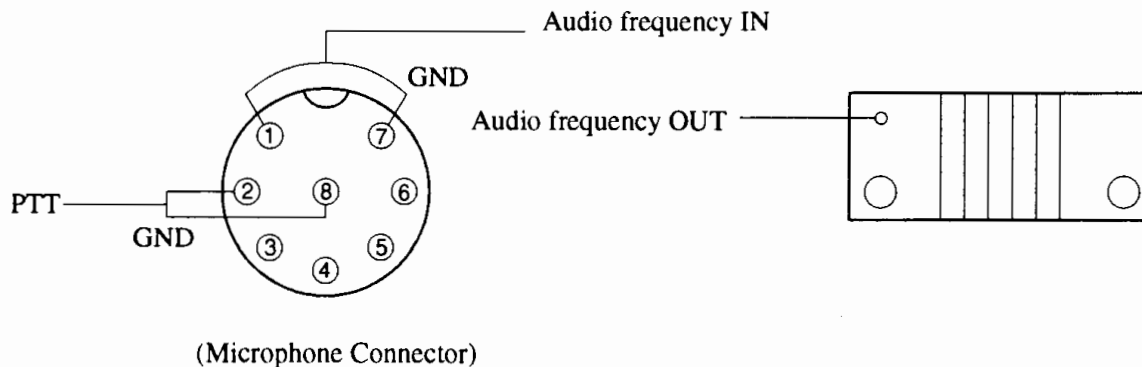 Audio frequency IN
GND
Audio frequency OUT
1
7
2
8
6
PTT
GND
3
5
4
(Microphone Connector)